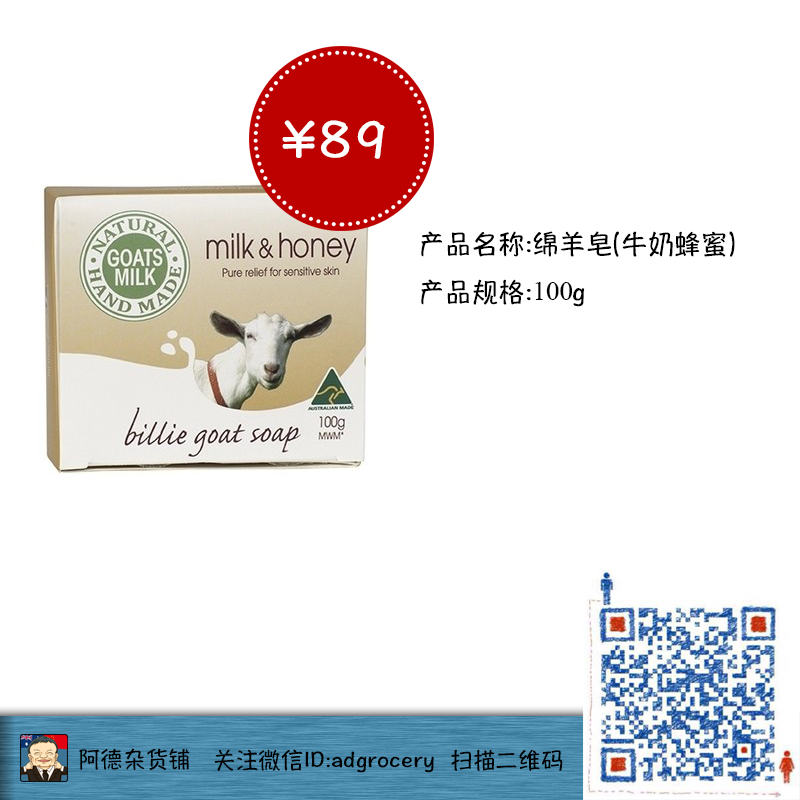 ¥89
NATURAL
GOATS
MILK
HAND MADE
milk & honey
Pure relief for sensitive skin
产品名称:绵羊皂(牛奶蜂蜜)
产品规格:100g
AUSTRALIAN MADE
100g
MWM*
billie goat soap
阿德杂货铺 关注微信ID:adgrocery 扫描二维码